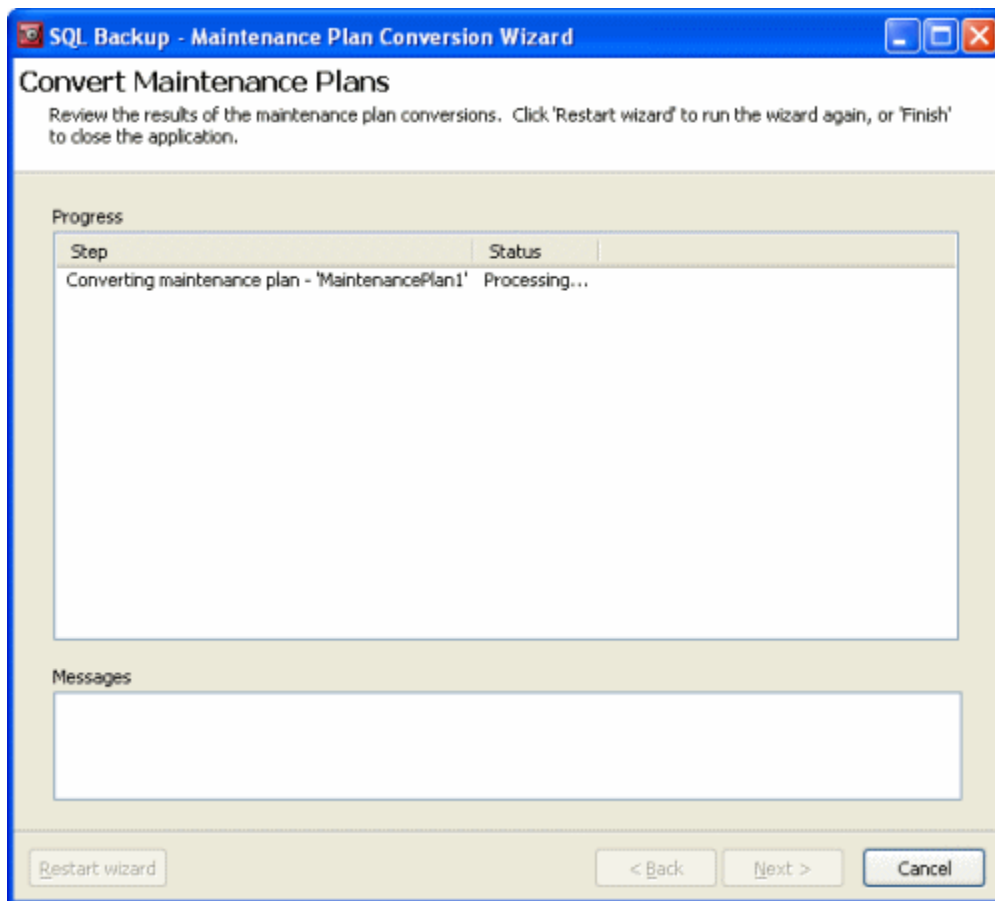 SQL Backup - Maintenance Plan Conversion Wizard
Convert Maintenance Plans
Review the results of the maintenance plan conversions. Click 'Restart wizard' to run the wizard again, or 'Finish'
to close the application.
Progress
Step Status
Converting maintenance plan - 'MaintenancePlan1' Processing...
Messages
Restart wizard < Back Next > Cancel